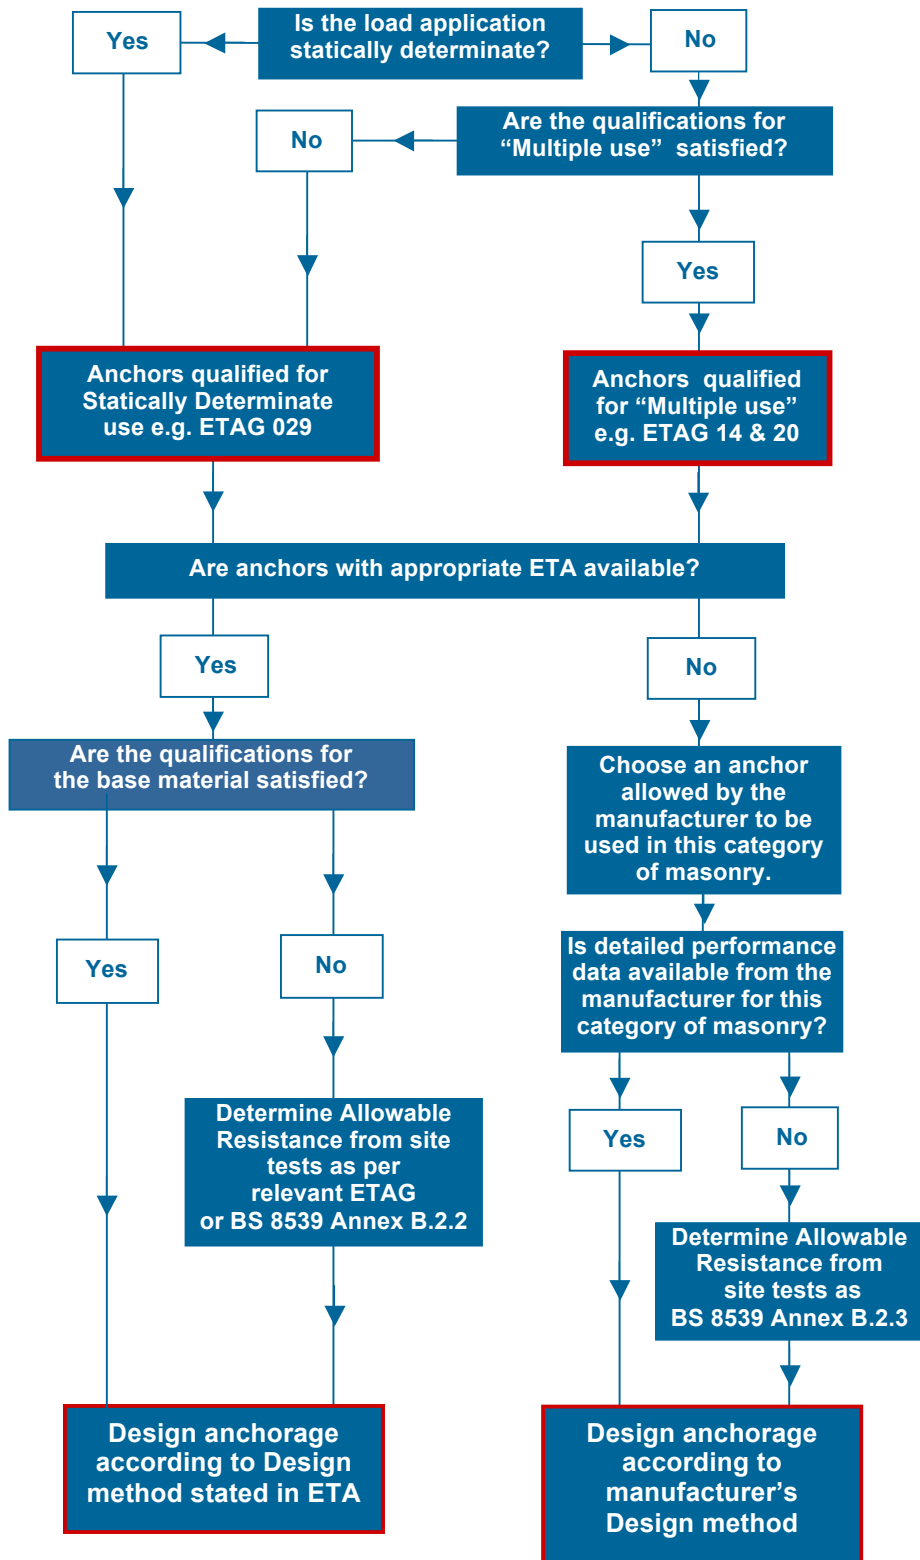 Yes
Is the load application
statically determinate?
No
Are the qualifications for
“Multiple use”  satisfied?
No
Yes
Anchors qualified for
Statically Determinate
use e.g. ETAG 029
Anchors  qualified
for “Multiple use”
e.g. ETAG 14 & 20
Are anchors with appropriate ETA available?
Yes
No
Are the qualifications for
the base material satisfied?
Choose an anchor
allowed by the
manufacturer to be
used in this category
of masonry.
Yes
No
Is detailed performance
data available from the
manufacturer for this
category of masonry?
Determine Allowable
Resistance from site
tests as per
relevant ETAG
or BS 8539 Annex B.2.2
Yes
No
Determine Allowable
Resistance from
site tests as
BS 8539 Annex B.2.3
Design anchorage
according to Design
method stated in ETA
Design anchorage
according to
manufacturer’s
Design method